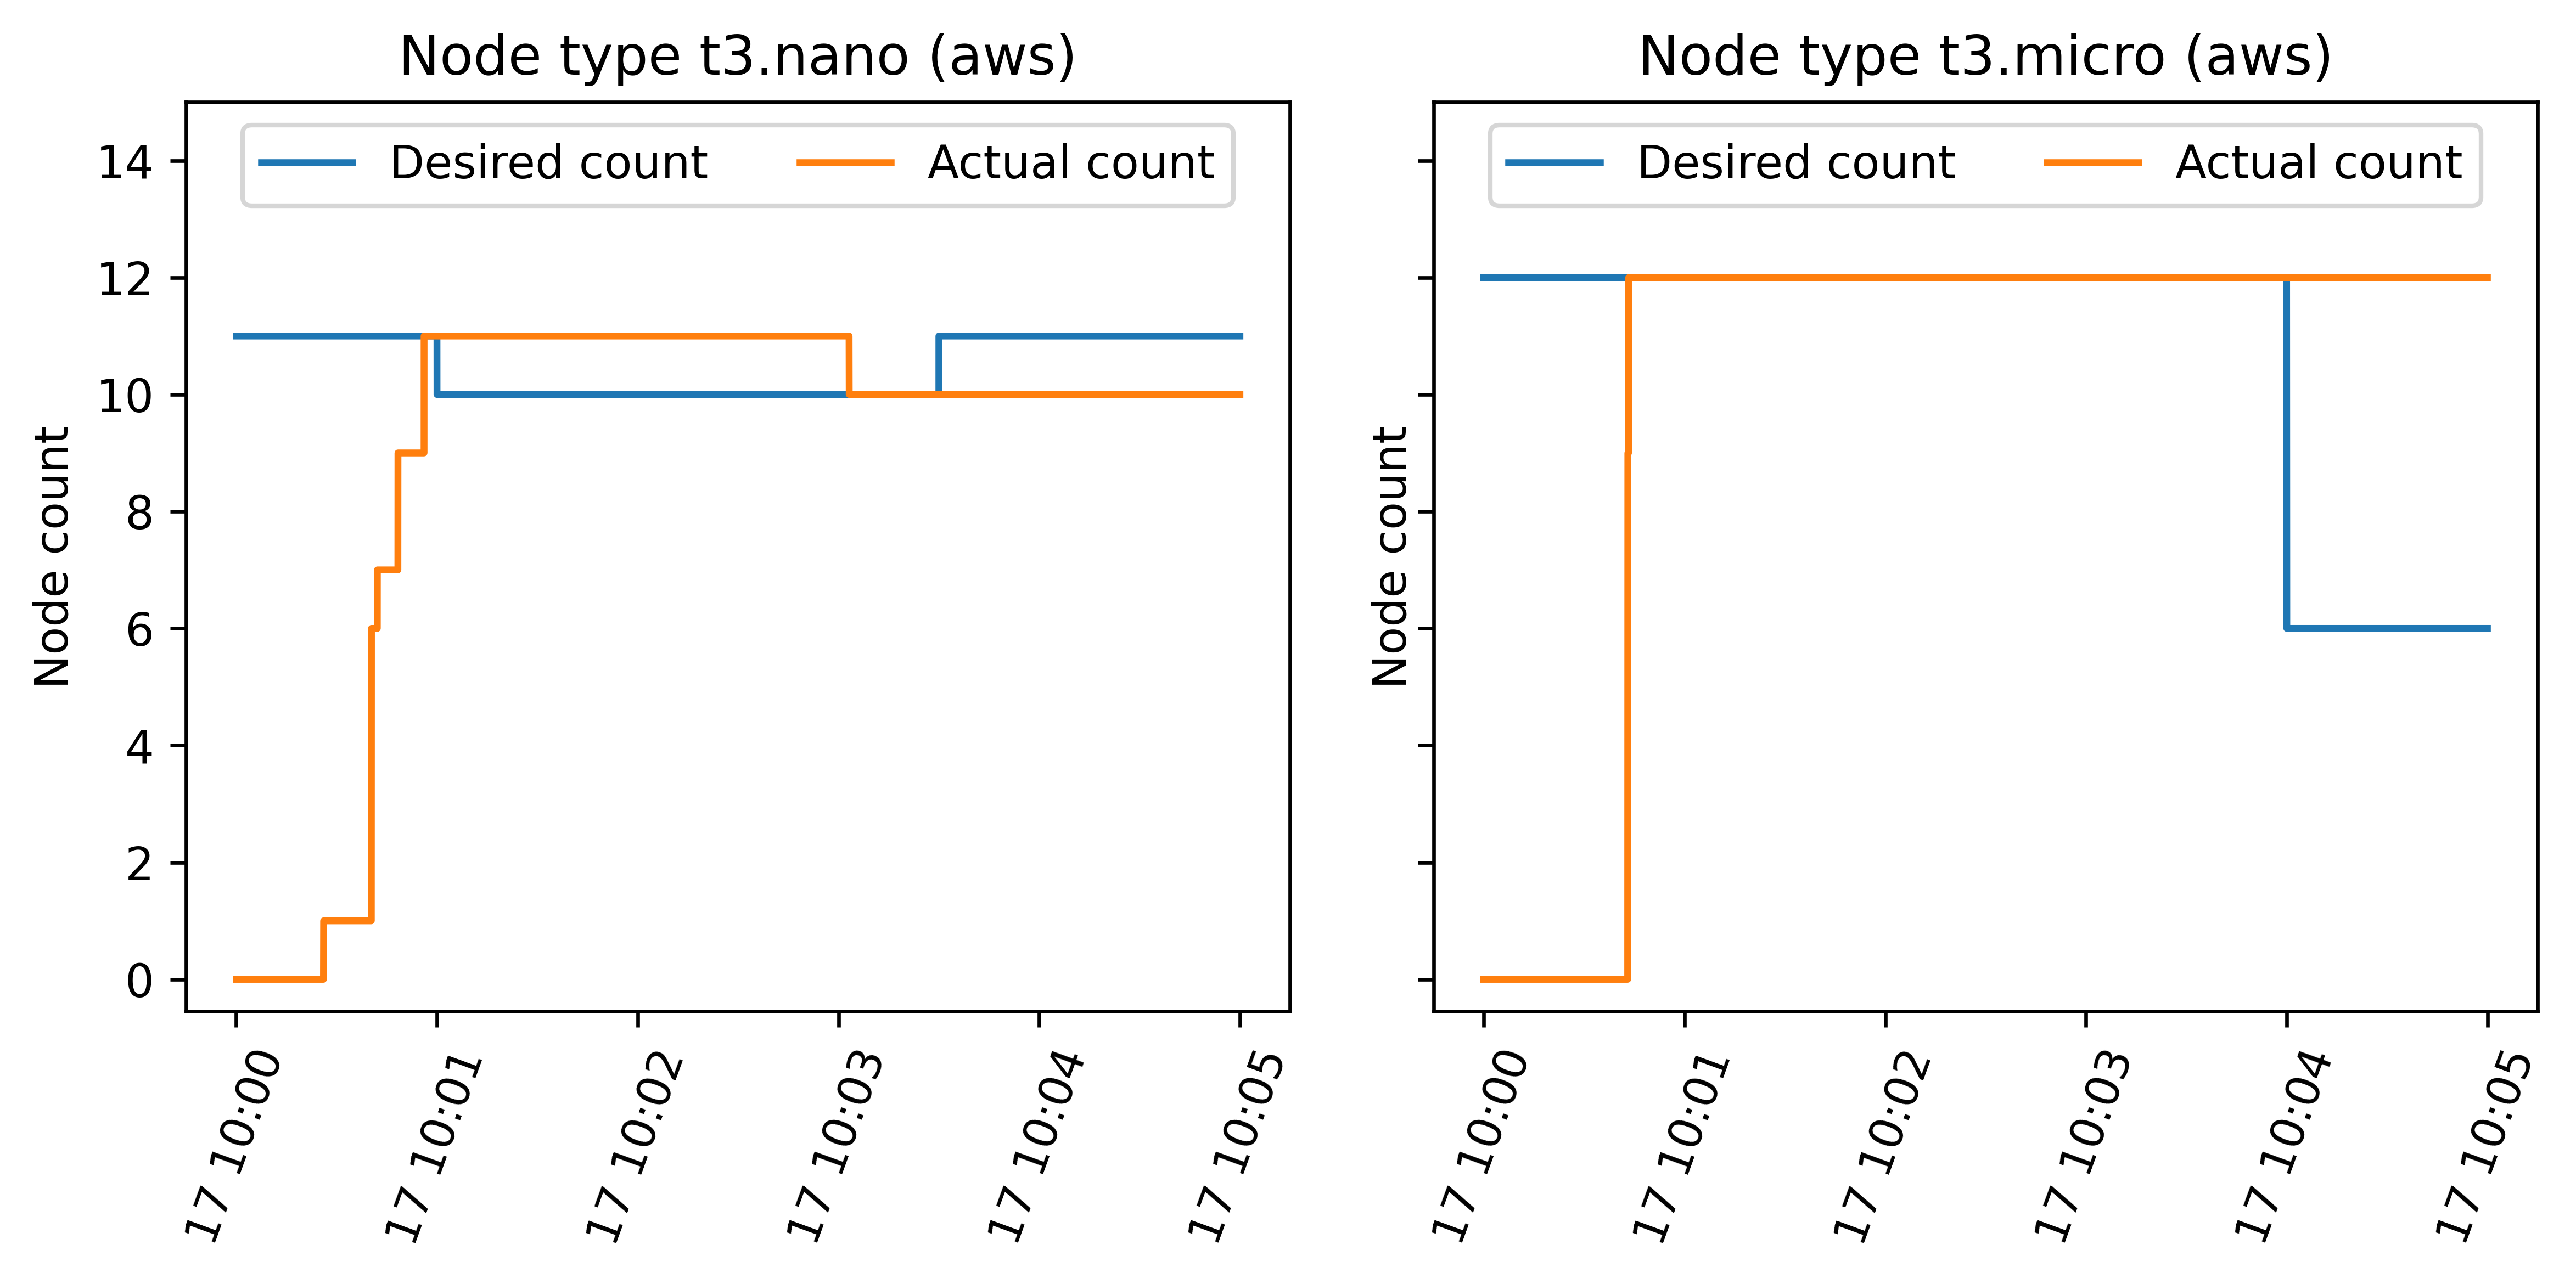 Node type t3.nano (aws)
Desired count
Actual count
14
12
10
8
6
4
2
0
Node count
17 10:00
17 10:01
17 10:02
17 10:03
17 10:04
17 10:05
Node type t3.micro (aws)
Desired count
Actual count
Node count
17 10:00
17 10:01
17 10:02
17 10:03
17 10:04
17 10:05